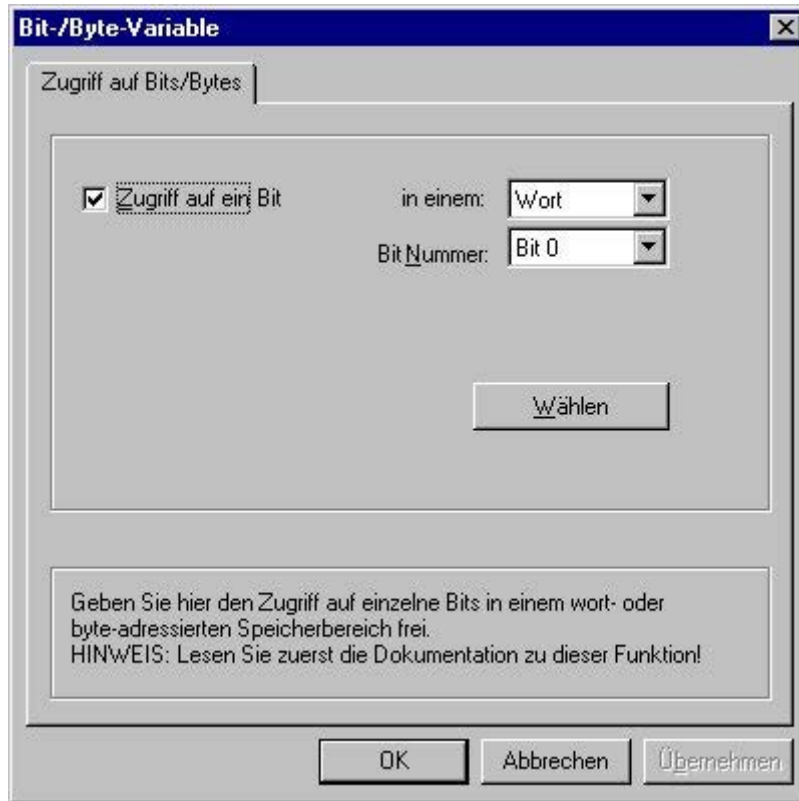 Bit-/Byte-Variable
Zugriff auf Bits/Bytes
Zugriff auf ein Bit
in einem: Wort
Bit Nummer: Bit 0
Wählen
Geben Sie hier den Zugriff auf einzelne Bits in einem wort- oder
byte-adressierten Speicherbereich frei.
HINWEIS: Lesen Sie zuerst die Dokumentation zu dieser Funktion!
OK Abbrechen Übernehmen